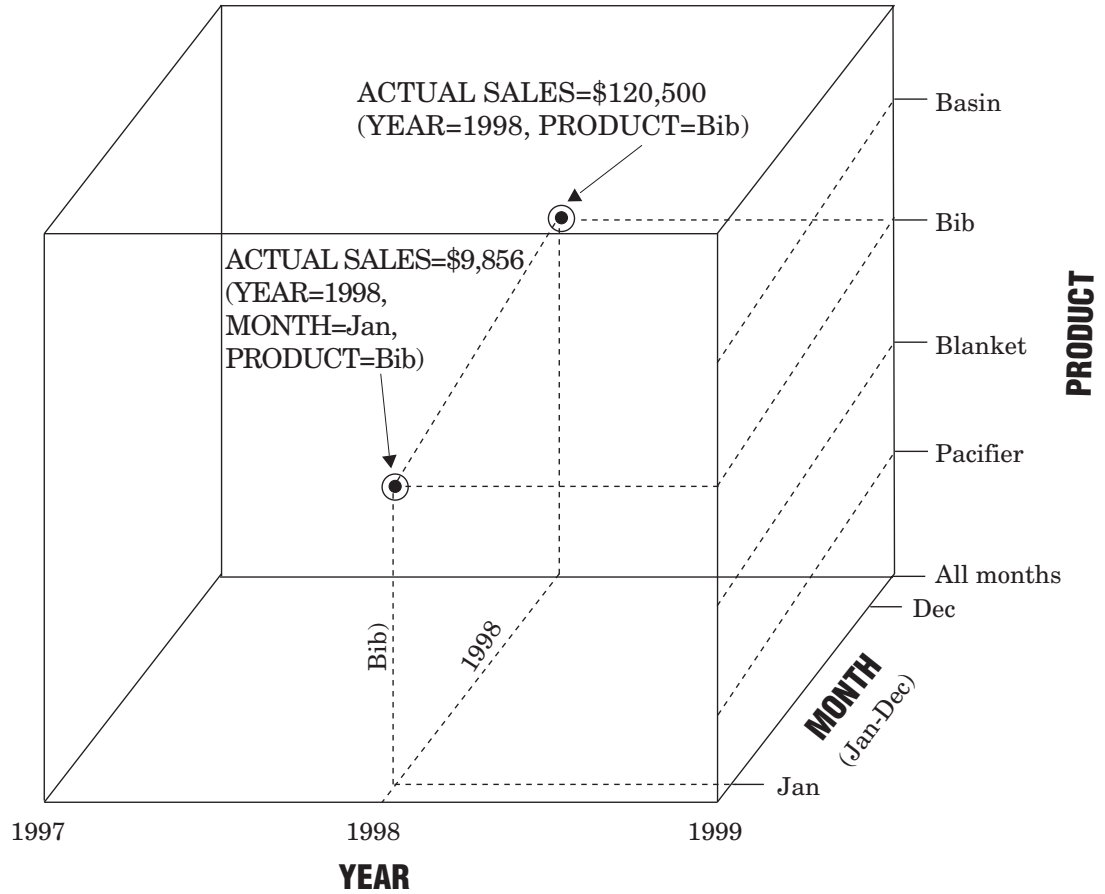 ACTUAL SALES=$120,500
(YEAR=1998, PRODUCT=Bib)
Basin
Bib
ACTUAL SALES=$9,856
(YEAR=1998,
MONTH=Jan,
PRODUCT=Bib)
Blanket
PRODUCT
Pacifier
All months
Dec
Bib)
1998
MONTH
(Jan-Dec)
Jan
1997
1998
1999
YEAR